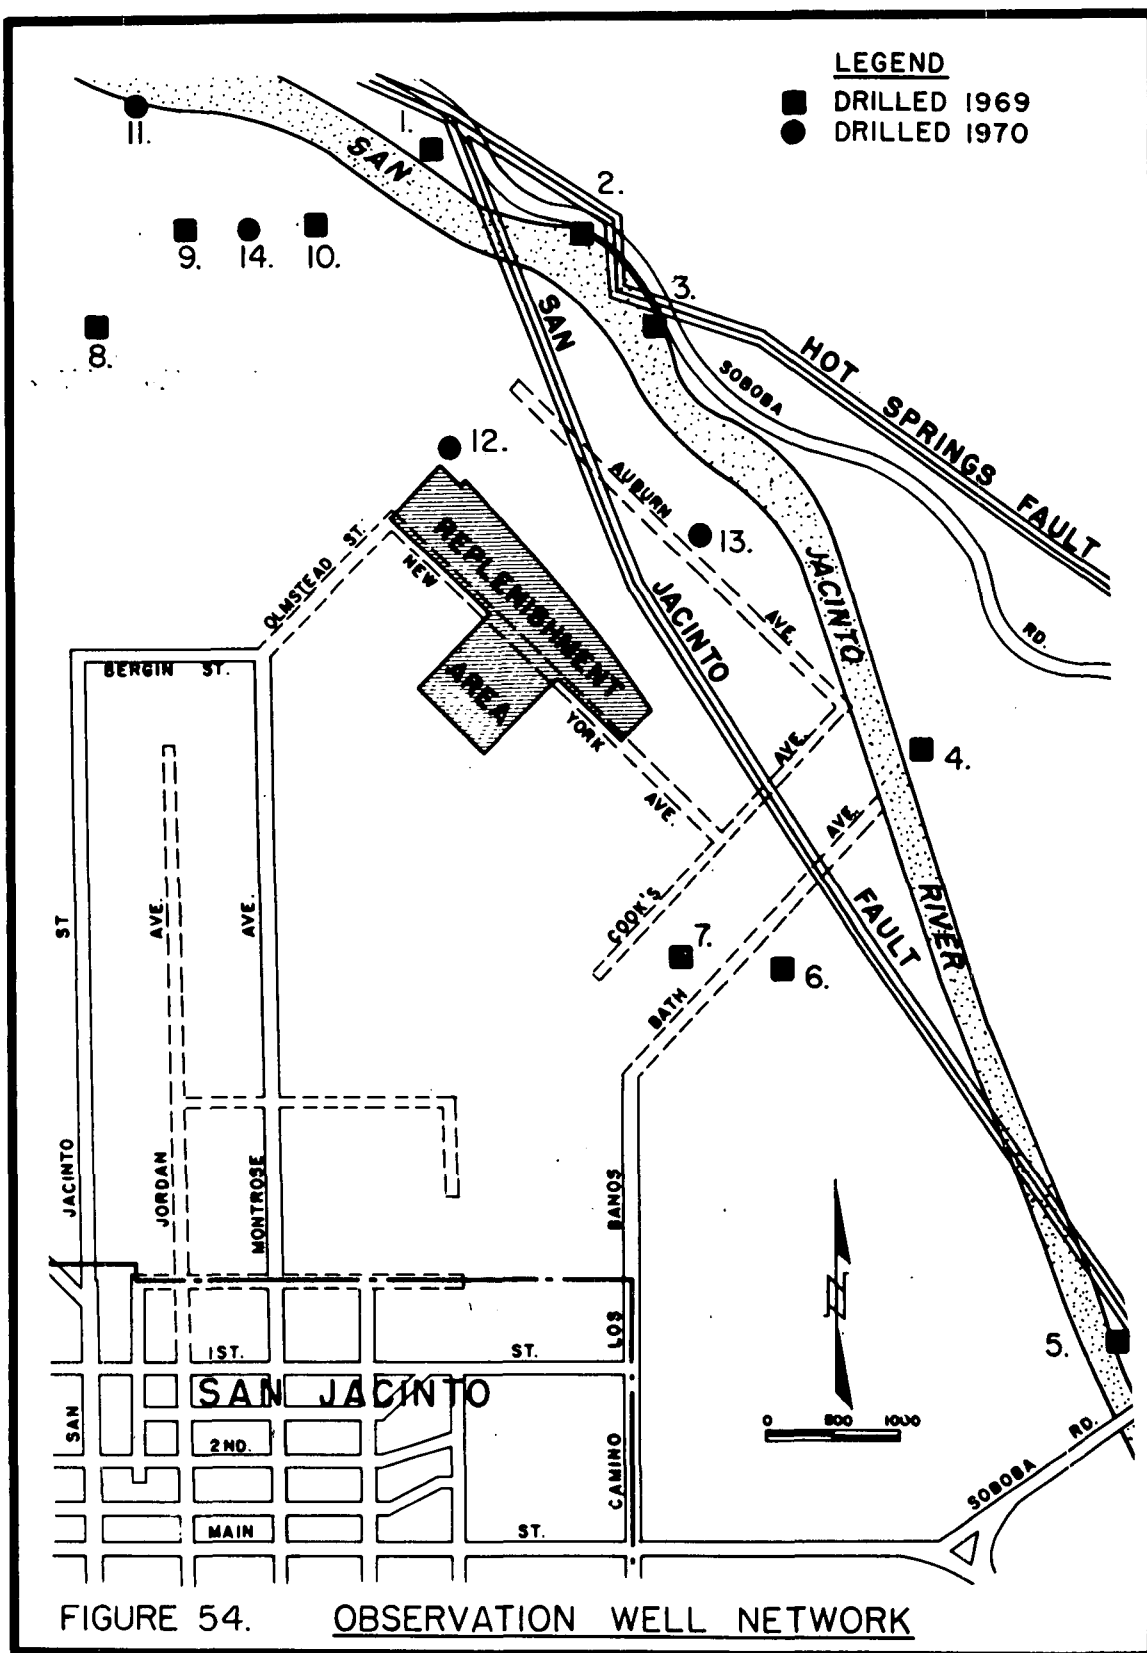 LEGEND
DRILLED 1969
DRILLED 1970
11.
1.
SAN
2.
9.
14.
10.
3.
SAN
8.
HOT SPRINGS FAULT
SOBOBA
RD.
12.
AUBURN
AVE.
13.
OLMSTEAD ST.
NEW
YORK
AVE.
REPLENISHMENT
AREA
JACINTO
JACINTO
BERGIN ST.
AVE.
4.
AVE.
COOK'S
7.
6.
BATH
FAULT
RIVER
ST
AVE.
AVE.
JACINTO
JORDAN
MONTROSE
BANOS
LOS
5.
1ST.
ST.
SAN JACINTO
SAN
2ND.
CAMINO
0 500 1000
SOBOBA RD.
MAIN
ST.
FIGURE 54. OBSERVATION WELL NETWORK